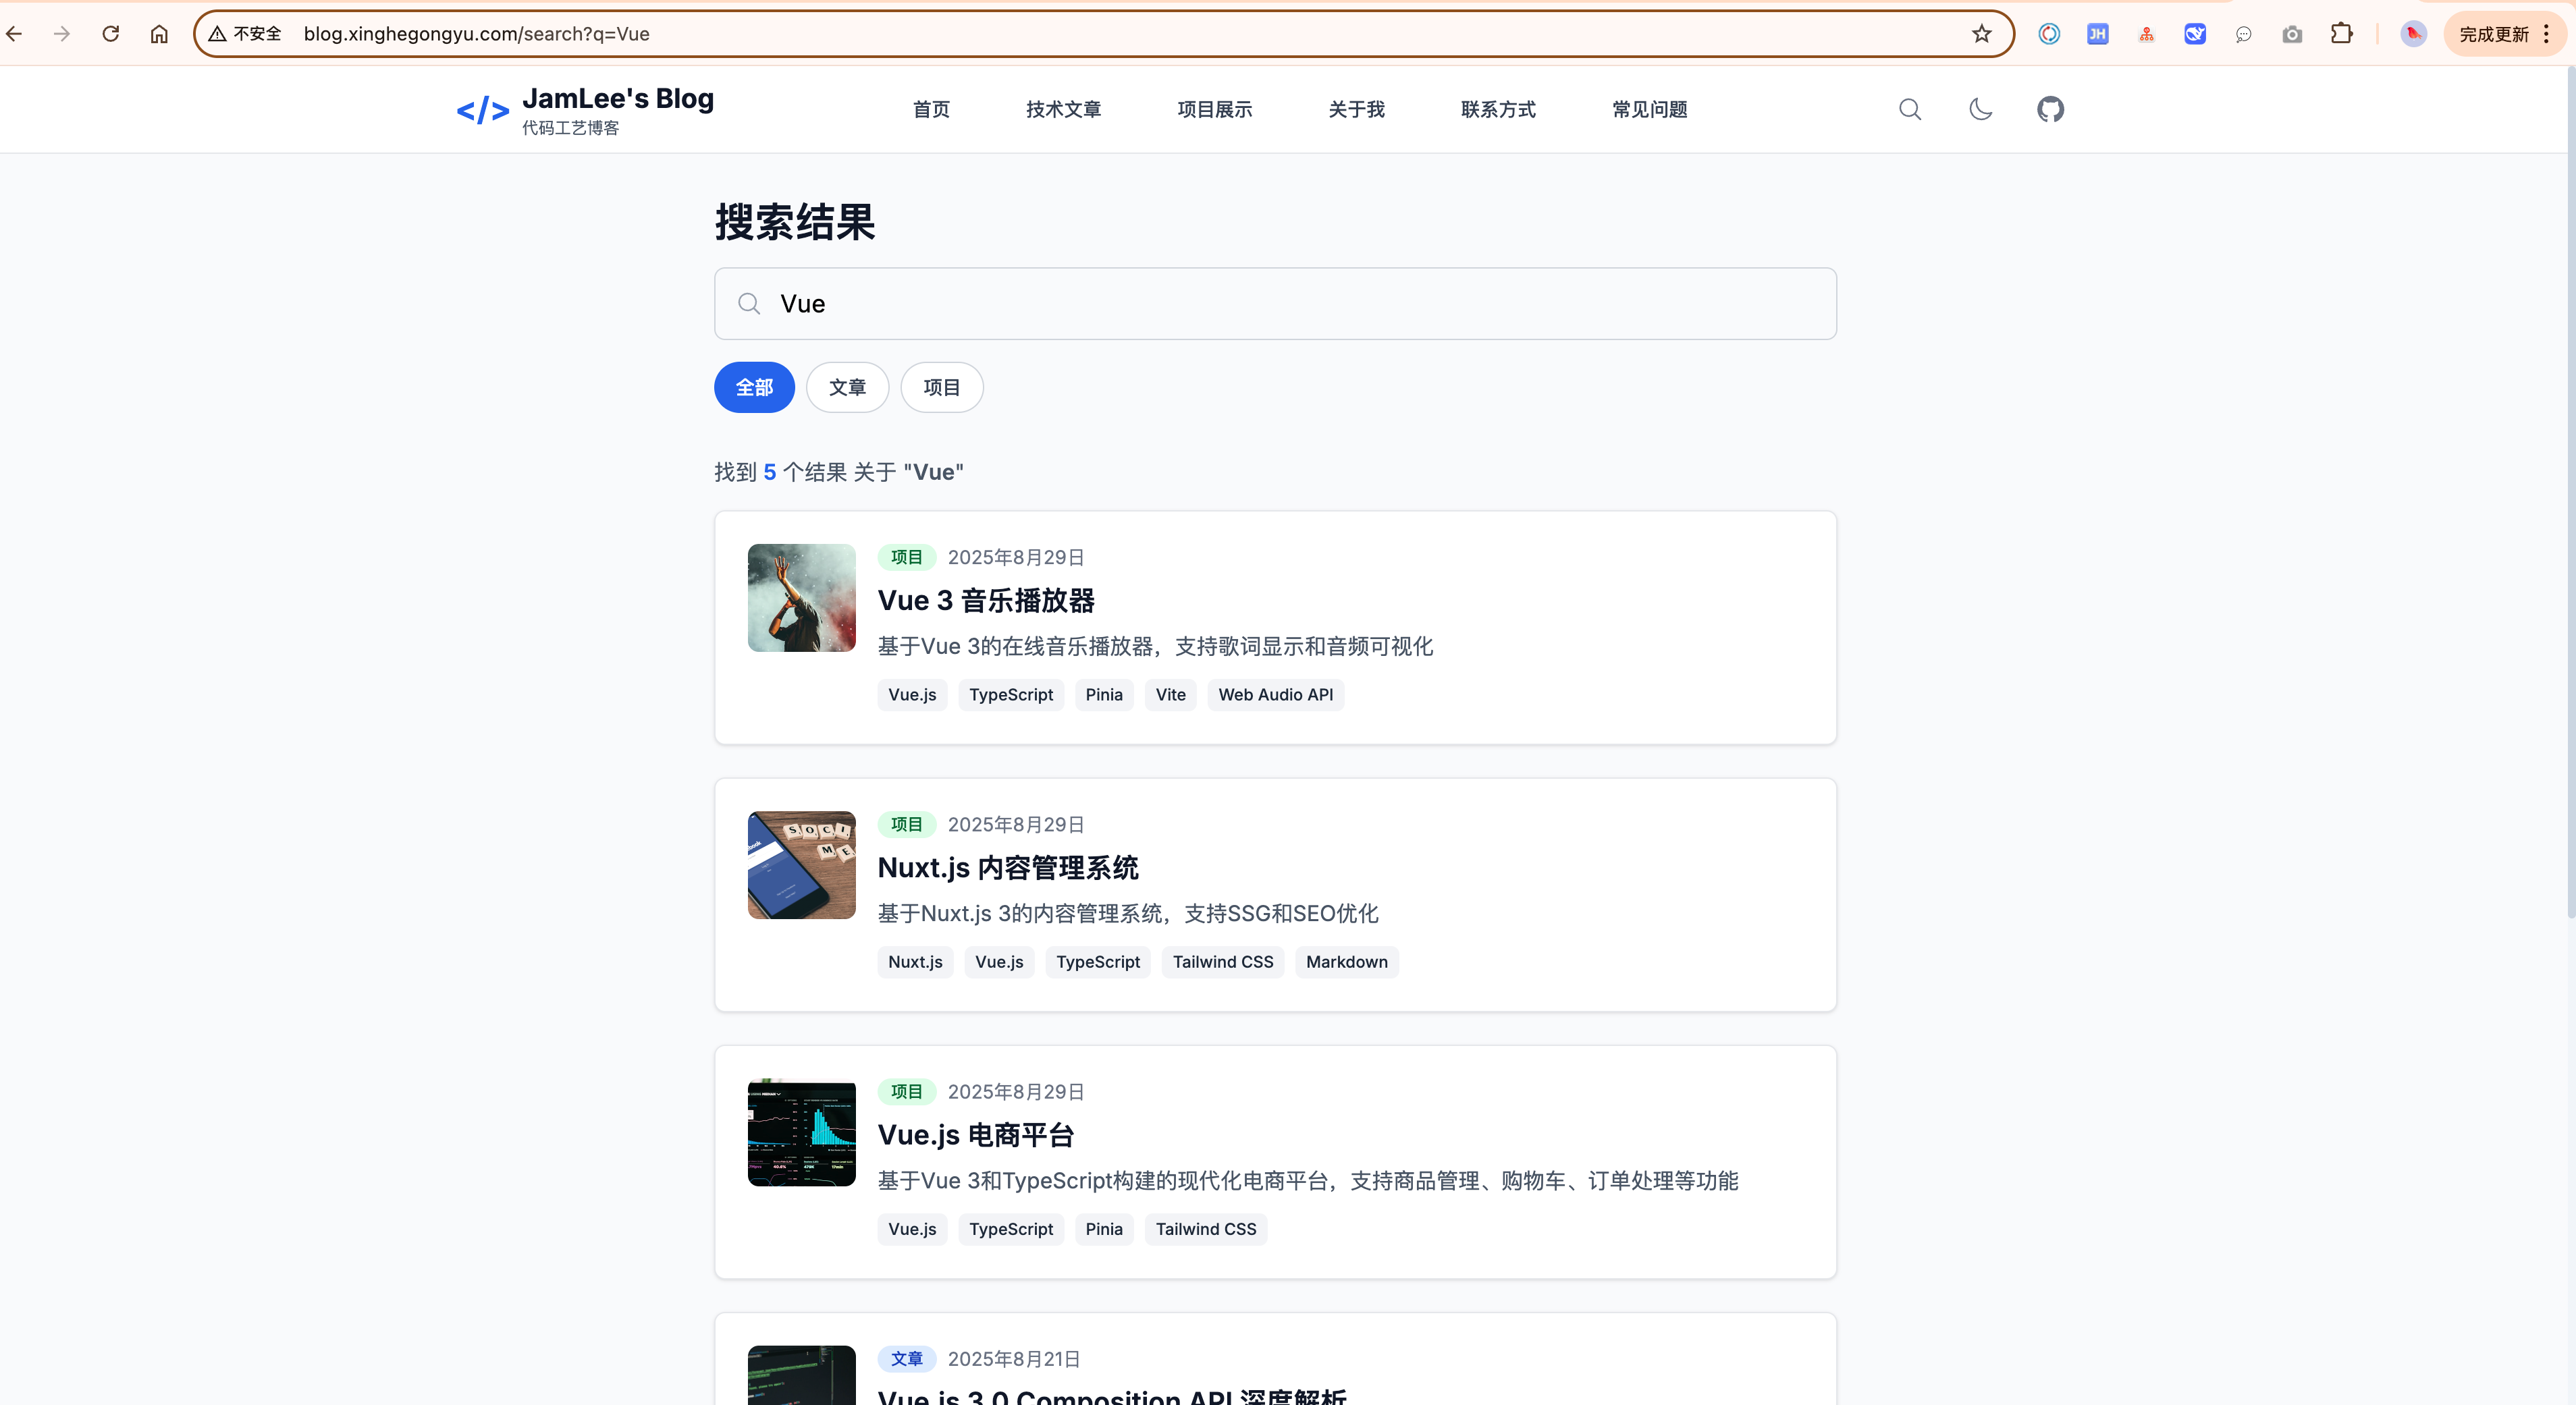 不安全 blog.xinghegongyu.com/search?q=Vue
JH
完成更新
</> JamLee's Blog
代码工艺博客
首页 技术文章 项目展示 关于我 联系方式 常见问题
搜索结果
Vue
全部 文章 项目
找到 5 个结果 关于 "Vue"
项目 2025年8月29日
Vue 3 音乐播放器
基于Vue 3的在线音乐播放器，支持歌词显示和音频可视化
Vue.js TypeScript Pinia Vite Web Audio API
SOCI
ME
项目 2025年8月29日
Nuxt.js 内容管理系统
基于Nuxt.js 3的内容管理系统，支持SSG和SEO优化
Nuxt.js Vue.js TypeScript Tailwind CSS Markdown
项目 2025年8月29日
Vue.js 电商平台
基于Vue 3和TypeScript构建的现代化电商平台，支持商品管理、购物车、订单处理等功能
Vue.js TypeScript Pinia Tailwind CSS
文章 2025年8月21日
Vue.js 3.0 Composition API 深度解析